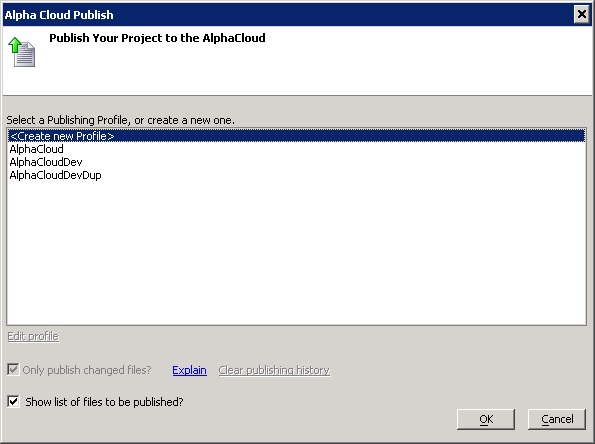 Alpha Cloud Publish
Publish Your Project to the AlphaCloud
Select a Publishing Profile, or create a new one.
<Create new Profile>
AlphaCloud
AlphaCloudDev
AlphaCloudDevDup
Edit profile
Only publish changed files? Explain Clear publishing history
Show list of files to be published?
OK Cancel